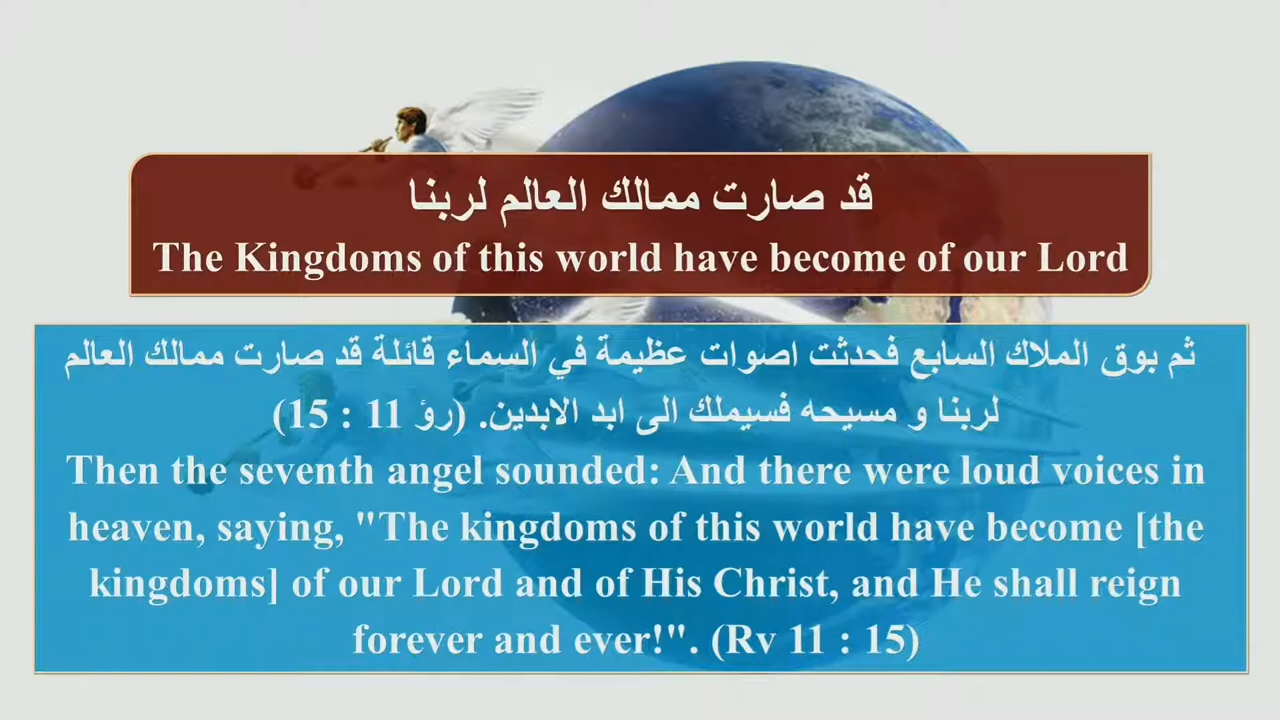 قد صارت ممالك العالم لربنا
The Kingdoms of this world have become of our Lord
ثم بوق الملاك السابع فحدثت اصوات عظيمة في السماء قائلة قد صارت ممالك العالم
لربنا و مسيحه فسيملك الى ابد الابدين. (رؤ 11 : 15)
Then the seventh angel sounded: And there were loud voices in
heaven, saying, "The kingdoms of this world have become [the
kingdoms] of our Lord and of His Christ, and He shall reign
forever and ever!". (Rv 11 : 15)